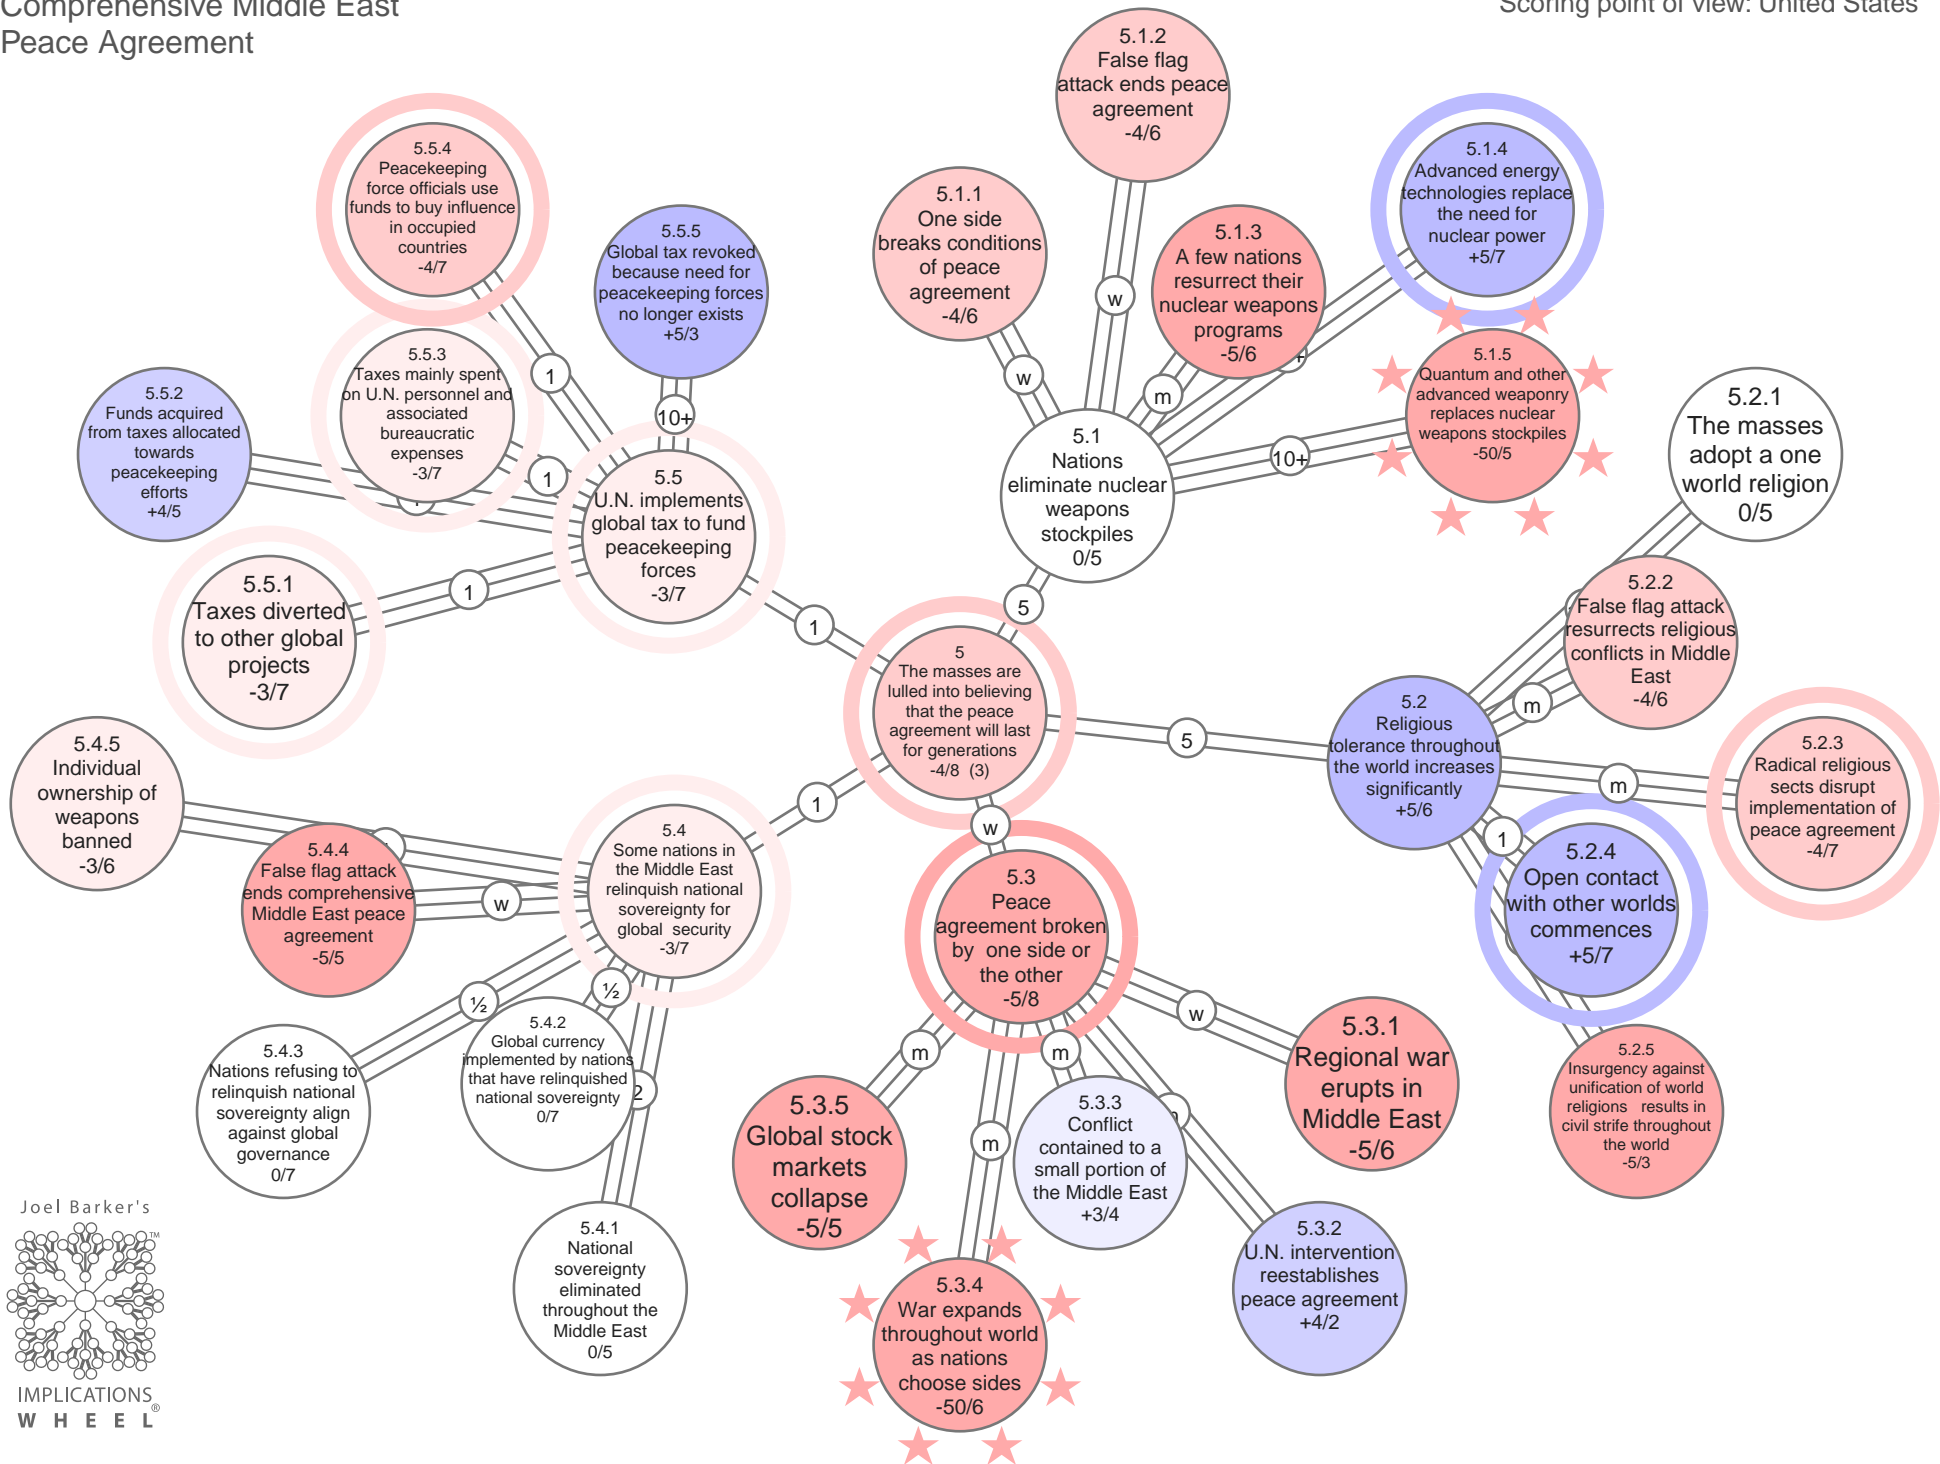 Comprehensive Middle East
Peace Agreement
Scoring point of view: United States
5.1.2
False flag
attack ends peace
agreement
-4/6
5.5.4
Peacekeeping
force officials use
funds to buy influence
in occupied
countries
-4/7
5.1.4
Advanced energy
technologies replace
the need for
nuclear power
+5/7
5.1.1
One side
breaks conditions
of peace
agreement
-4/6
5.5.5
Global tax revoked
because need for
peacekeeping forces
no longer exists
+5/3
5.1.3
A few nations
resurrect their
nuclear weapons
programs
-5/6
w
w
m
1
10+
5.5.3
Taxes mainly spent
on U.N. personnel and
associated
bureaucratic
expenses
-3/7
5.1.5
Quantum and other
advanced weaponry
replaces nuclear
weapons stockpiles
-50/5
5.5.2
Funds acquired
from taxes allocated
towards
peacekeeping
efforts
+4/5
5.2.1
The masses
adopt a one
world religion
0/5
5.1
Nations
eliminate nuclear
weapons
stockpiles
0/5
10+
1
5.5
U.N. implements
global tax to fund
peacekeeping
forces
-3/7
5.5.1
Taxes diverted
to other global
projects
-3/7
1
5.2.2
False flag attack
resurrects religious
conflicts in Middle
East
-4/6
5
1
5
The masses are
lulled into believing
that the peace
agreement will last
for generations
-4/8 (3)
5
5.2
Religious
tolerance throughout
the world increases
significantly
+5/6
m
m
5.2.3
Radical religious
sects disrupt
implementation of
peace agreement
-4/7
5.4.5
Individual
ownership of
weapons
banned
-3/6
1
w
1
5.4
Some nations in
the Middle East
relinquish national
sovereignty for
global security
-3/7
5.4.4
False flag attack
ends comprehensive
Middle East peace
agreement
-5/5
w
5.2.4
Open contact
with other worlds
commences
+5/7
5.3
Peace
agreement broken
by one side or
the other
-5/8
½
½
w
m
m
5.4.3
Nations refusing to
relinquish national
sovereignty align
against global
governance
0/7
5.4.2
Global currency
implemented by nations
that have relinquished
national sovereignty
0/7
2
5.3.1
Regional war
erupts in
Middle East
-5/6
5.2.5
Insurgency against
unification of world
religions results in
civil strife throughout
the world
-5/3
5.3.5
Global stock
markets
collapse
-5/5
m
5.3.3
Conflict
contained to a
small portion of
the Middle East
+3/4
5.4.1
National
sovereignty
eliminated
throughout the
Middle East
0/5
5.3.2
U.N. intervention
reestablishes
peace agreement
+4/2
5.3.4
War expands
throughout world
as nations
choose sides
-50/6
Joel Barker's
™
IMPLICATIONS
WHEEL®